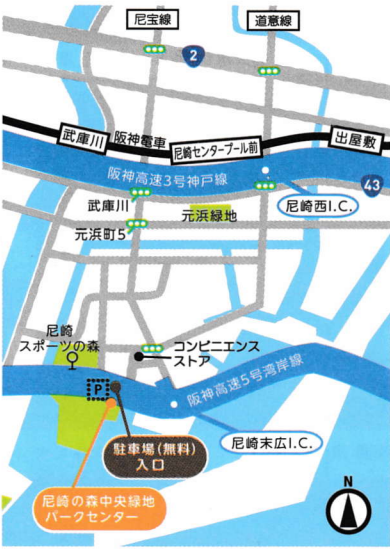 尼宝線
道意線
2
武庫川
阪神電車
尼崎センタープール前
出屋敷
阪神高速3号神戸線
43
武庫川
元浜緑地
尼崎西I.C.
元浜町5
尼崎
スポーツの森
コンビニエンス
ストア
阪神高速5号湾岸線
P
駐車場(無料)
入口
尼崎末広I.C.
尼崎の森中央緑地
パークセンター
N